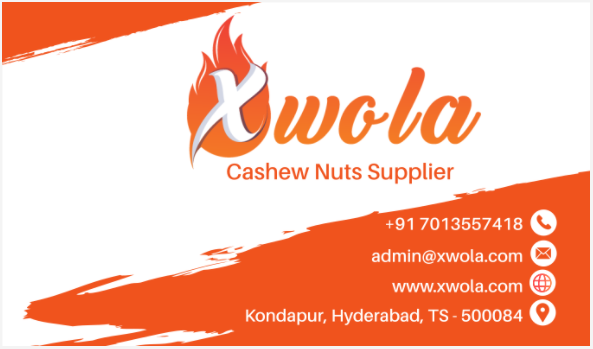 Xwola
Cashew Nuts Supplier
+91 7013557418
admin@xwola.com
www.xwola.com
Kondapur, Hyderabad, TS - 500084